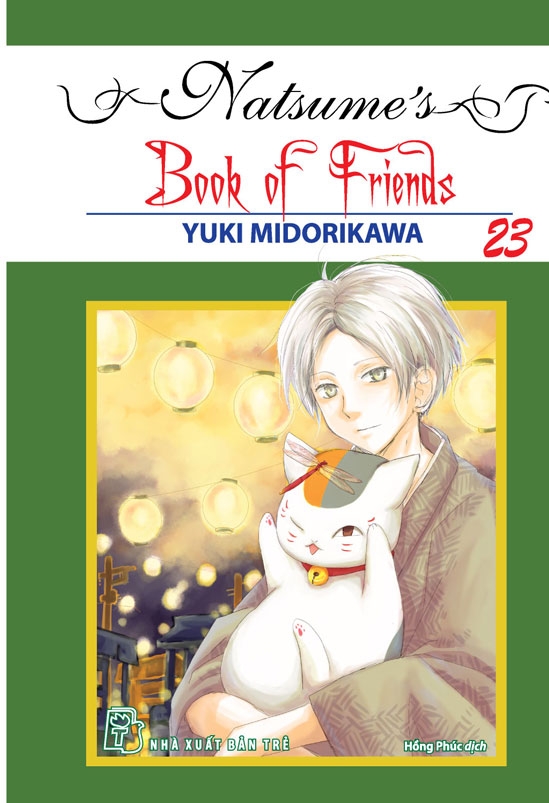 Natsume's
Book of Friends
YUKI MIDORIKAWA
23
NHÀ XUẤT BẢN TRẺ
Hồng Phúc dịch